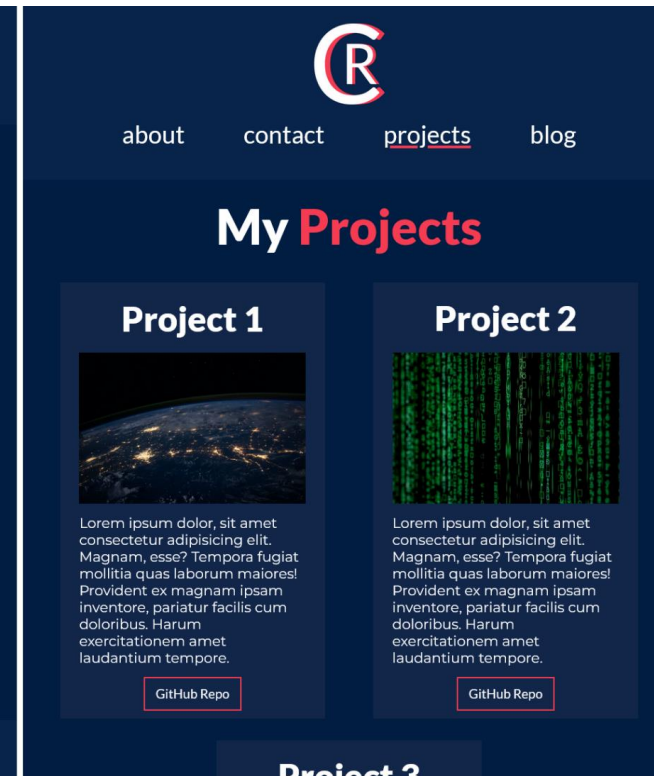 CR
about contact projects blog
My Projects
Project 1
Lorem ipsum dolor, sit amet
consectetur adipisicing elit.
Magnam, esse? Tempora fugiat
mollitia quas laborum maiores!
Provident ex magnam ipsam
inventore, pariatur facilis cum
doloribus. Harum
exercitationem amet
laudantium tempore.
GitHub Repo
Project 2
Lorem ipsum dolor, sit amet
consectetur adipisicing elit.
Magnam, esse? Tempora fugiat
mollitia quas laborum maiores!
Provident ex magnam ipsam
inventore, pariatur facilis cum
doloribus. Harum
exercitationem amet
laudantium tempore.
GitHub Repo
Project 3